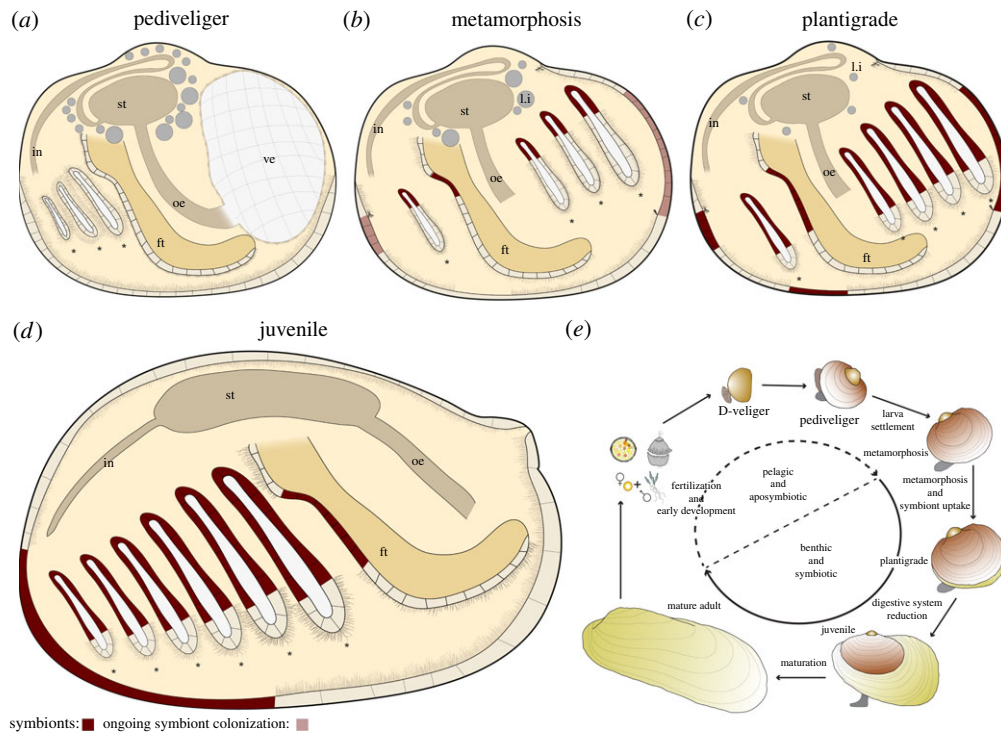 (a) pediveliger
st
in
ve
oe
ft
* * *
(b) metamorphosis
st
l.i
in
oe
ft
* * * *
(c) plantigrade
l.i
st
in
oe
ft
* * * * *
(d) juvenile
st
in
oe
ft
* * * * * *
symbionts: ongoing symbiont colonization:
(e)
D-veliger
pediveliger
larva
settlement
metamorphosis
metamorphosis
and
symbiont uptake
plantigrade
digestive system
reduction
juvenile
maturation
mature adult
fertilization
and
early development
♀ + ♂
pelagic
and
aposymbiotic
benthic
and
symbiotic